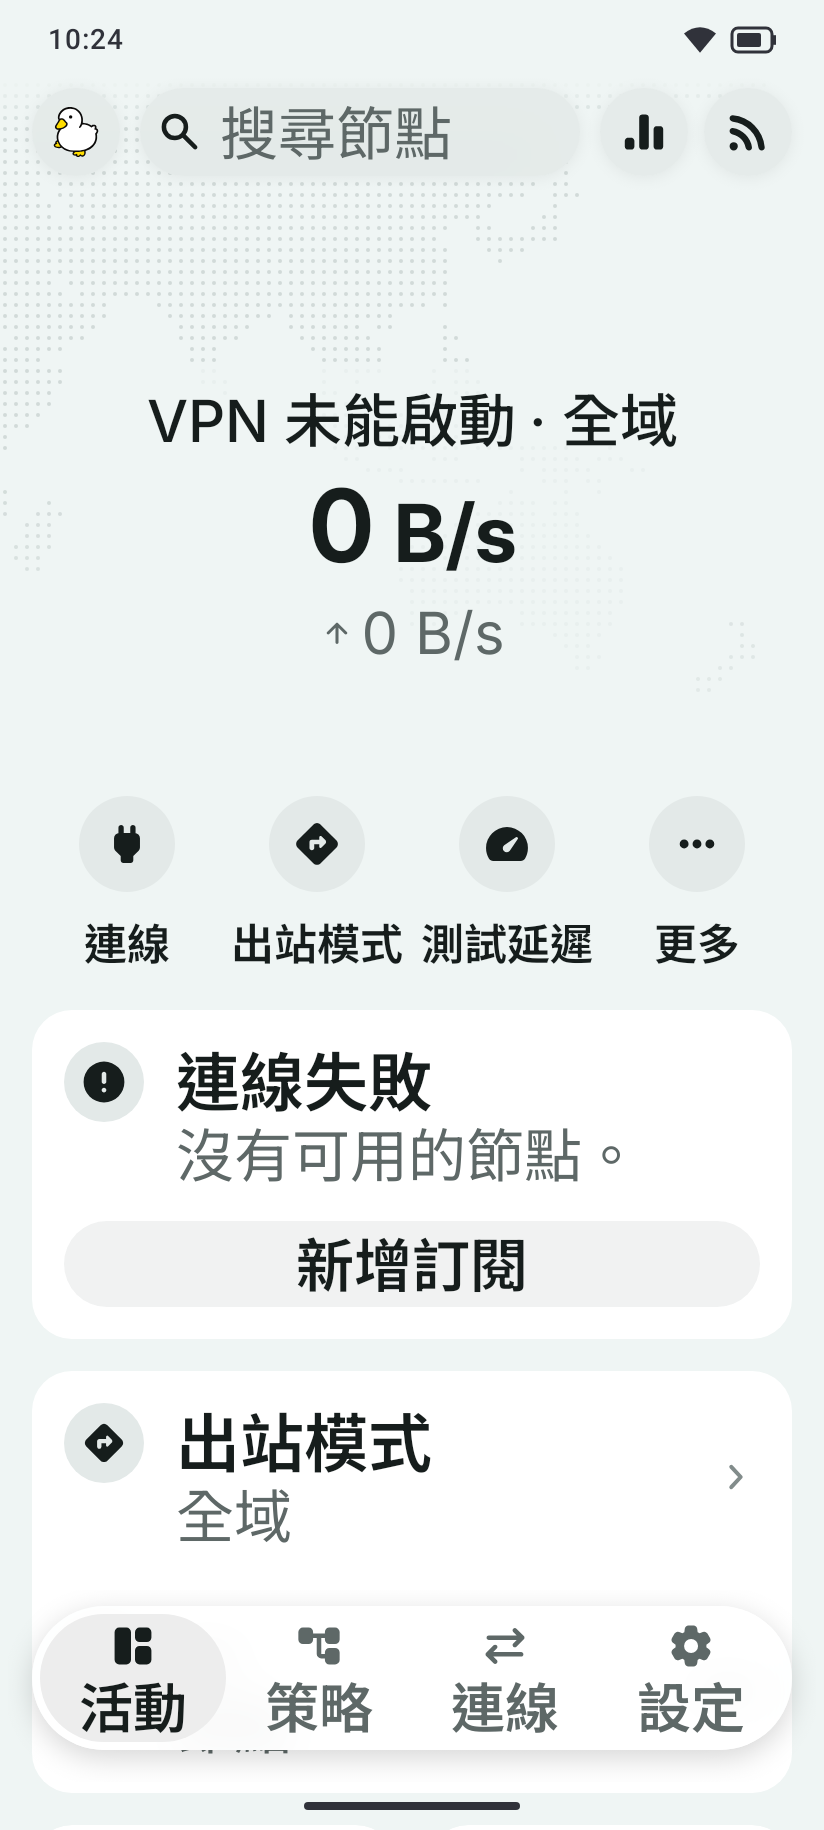 10:24
搜尋節點
VPN 未能啟動 · 全域
0 B/s
↑ 0 B/s
連線
出站模式
測試延遲
更多
連線失敗
沒有可用的節點。
新增訂閱
出站模式
全域
活動
策略
連線
設定